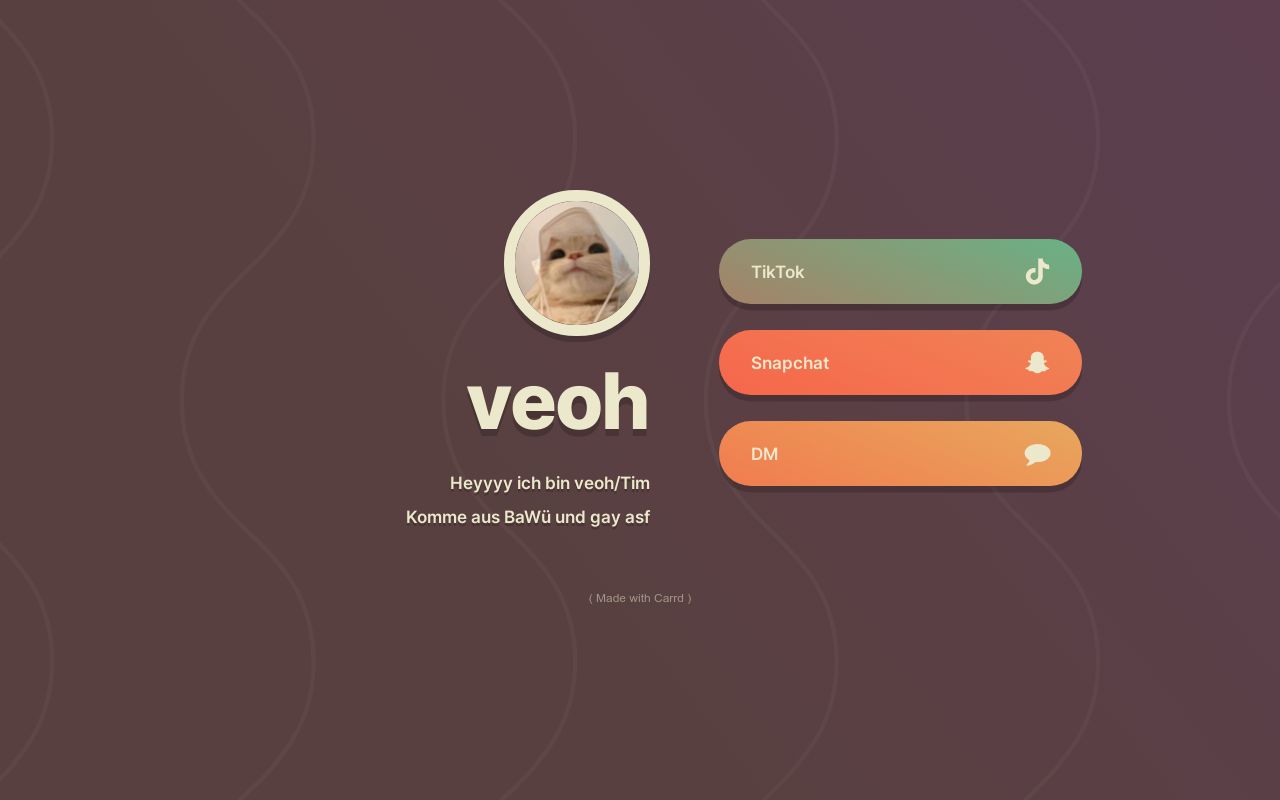 veoh
Heyyyy ich bin veoh/Tim
Komme aus BaWü und gay asf
TikTok
Snapchat
DM
( Made with Carrd )